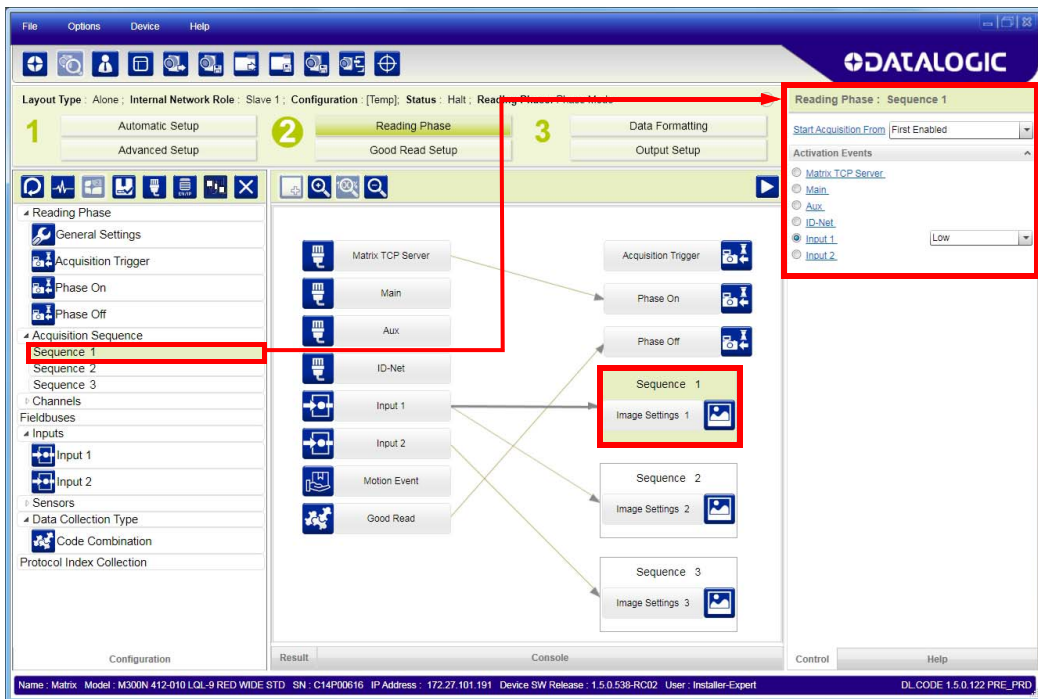 File Options Device Help
DATALOGIC
Layout Type : Alone ; Internal Network Role : Slave 1 ; Configuration : [Temp]; Status : Halt ; Reading Phase: Phase Mode
1 Automatic Setup
Advanced Setup
2 Reading Phase
Good Read Setup
3 Data Formatting
Output Setup
Reading Phase
General Settings
Acquisition Trigger
Phase On
Phase Off
Acquisition Sequence
Sequence 1
Sequence 2
Sequence 3
Channels
Fieldbuses
Inputs
Input 1
Input 2
Sensors
Data Collection Type
Code Combination
Protocol Index Collection
Configuration
Matrix TCP Server
Main
Aux
ID-Net
Input 1
Input 2
Motion Event
Good Read
Acquisition Trigger
Phase On
Phase Off
Sequence 1
Image Settings 1
Sequence 2
Image Settings 2
Sequence 3
Image Settings 3
Result Console
Reading Phase : Sequence 1
Start Acquisition From First Enabled
Activation Events
Matrix TCP Server
Main
Aux
ID-Net
Input 1 Low
Input 2
Control Help
Name : Matrix Model : M300N 412-010 LQL-9 RED WIDE STD SN : C14P00616 IP Address : 172.27.101.191 Device SW Release : 1.5.0.538-RC02 User : Installer-Expert DL.CODE 1.5.0.122 PRE_PRD